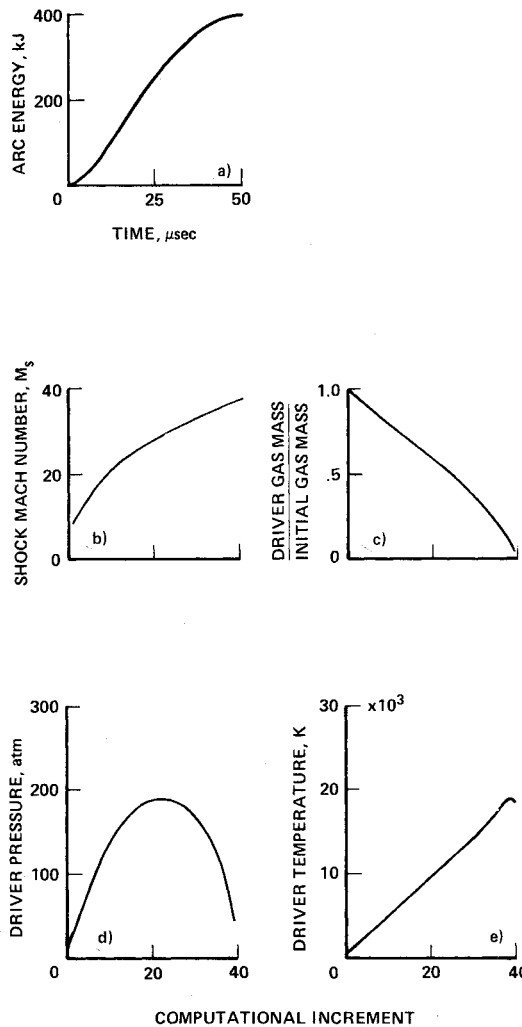 ARC ENERGY, kJ
400
200
0
a)
25
50
TIME, μsec
SHOCK MACH NUMBER, Ms
40
20
0
b)
DRIVER GAS MASS
INITIAL GAS MASS
1.0
.5
0
c)
DRIVER PRESSURE, atm
300
200
100
0
d)
20
40
DRIVER TEMPERATURE, K
30
x10³
20
10
0
e)
20
40
COMPUTATIONAL INCREMENT